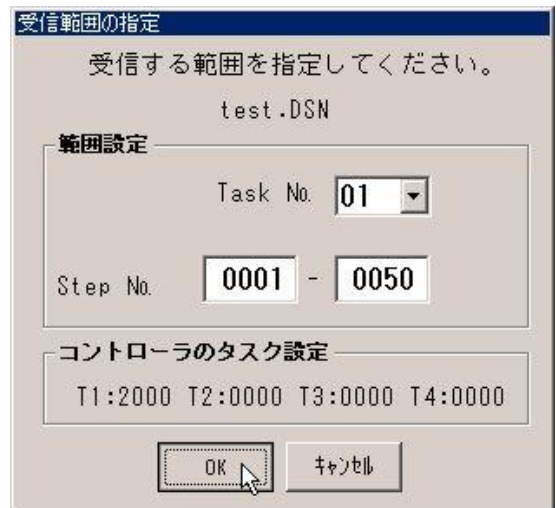 受信範囲の指定
受信する範囲を指定してください。
test.DSN
範囲設定
Task No. 01
Step No. 0001 - 0050
コントローラのタスク設定
T1:2000 T2:0000 T3:0000 T4:0000
OK ｷｬﾝｾﾙ